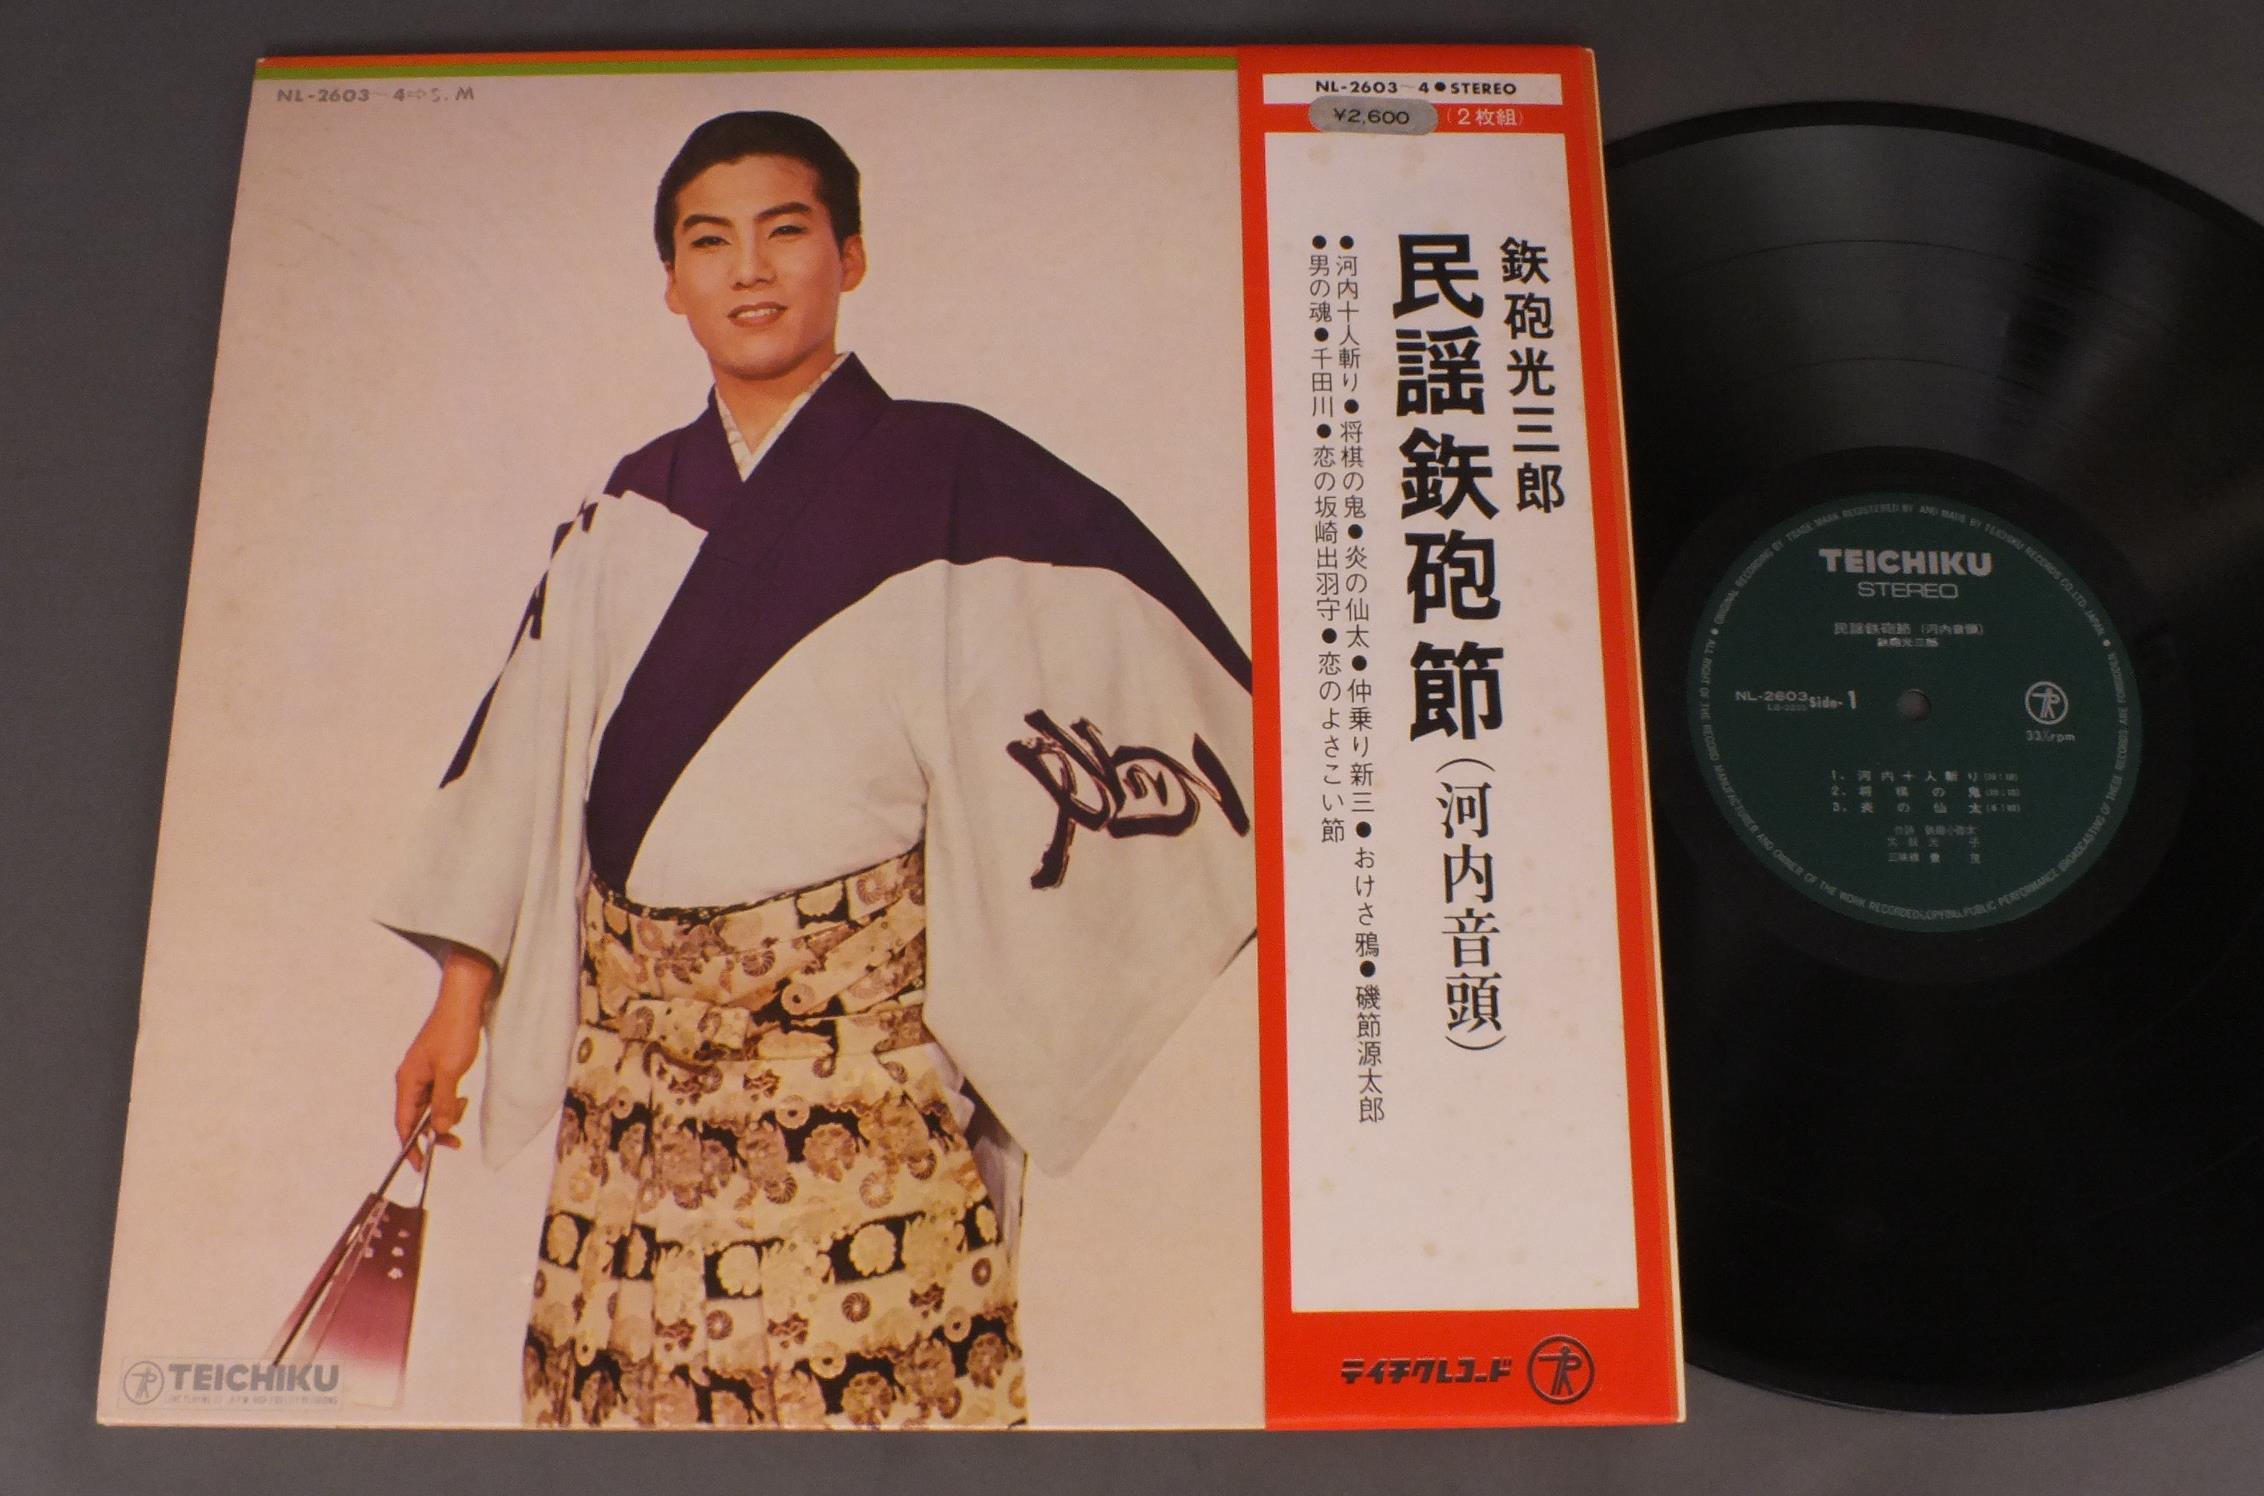 NL-2603~4⇨S.M
TEICHIKU
NL-2603~4●STEREO
¥2,600
(2枚組)
鉄砲光三郎
民謡鉄砲節(河内音頭)
●河内十人斬り●将棋の鬼●炎の仙太●仲乗り新三●おけさ鴉●磯節源太郎
●男の魂●千田川●恋の坂崎出羽守●恋のよさこい節
テイチクレコード
TEICHIKU
STEREO
民謡鉄砲節(河内音頭)
鉄砲光三郎
NL-2603 Side-1
33⅓rpm
1. 河内十人斬り
2. 将棋の鬼
3. 炎の仙太